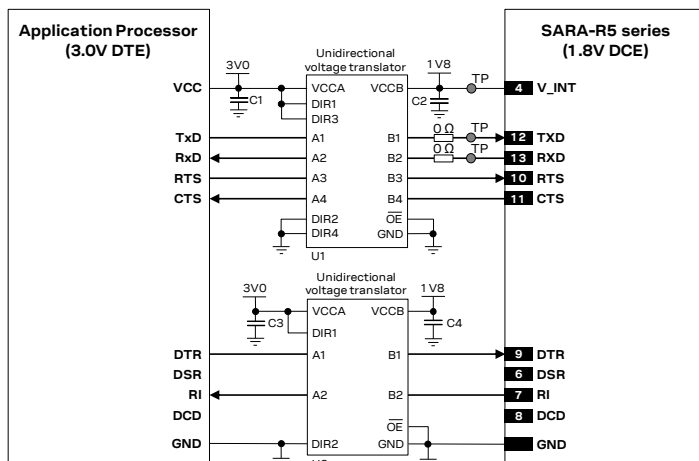 Application Processor
(3.0V DTE)
SARA-R5 series
(1.8V DCE)
Unidirectional
voltage translator
3V0
1V8
TP
VCC
C1
VCCA
DIR1
DIR3
VCCB
C2
4 V_INT
0 Ω TP
TxD A1 B1 12 TXD
0 Ω TP
RxD A2 B2 13 RXD
RTS A3 B3 10 RTS
CTS A4 B4 11 CTS
DIR2 OE
DIR4 GND
U1
Unidirectional
voltage translator
3V0
1V8
VCCA VCCB
C3 C4
DIR1
DTR A1 B1 9 DTR
DSR 6 DSR
RI A2 B2 7 RI
DCD 8 DCD
OE
GND DIR2 GND GND